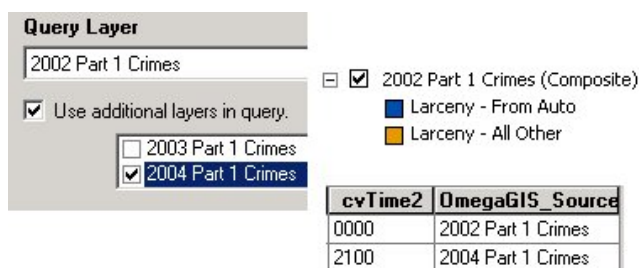 Query Layer
2002 Part 1 Crimes
Use additional layers in query.
2003 Part 1 Crimes
2004 Part 1 Crimes
2002 Part 1 Crimes (Composite)
Larceny - From Auto
Larceny - All Other
cvTime2 OmegaGIS_Source
0000 2002 Part 1 Crimes
2100 2004 Part 1 Crimes